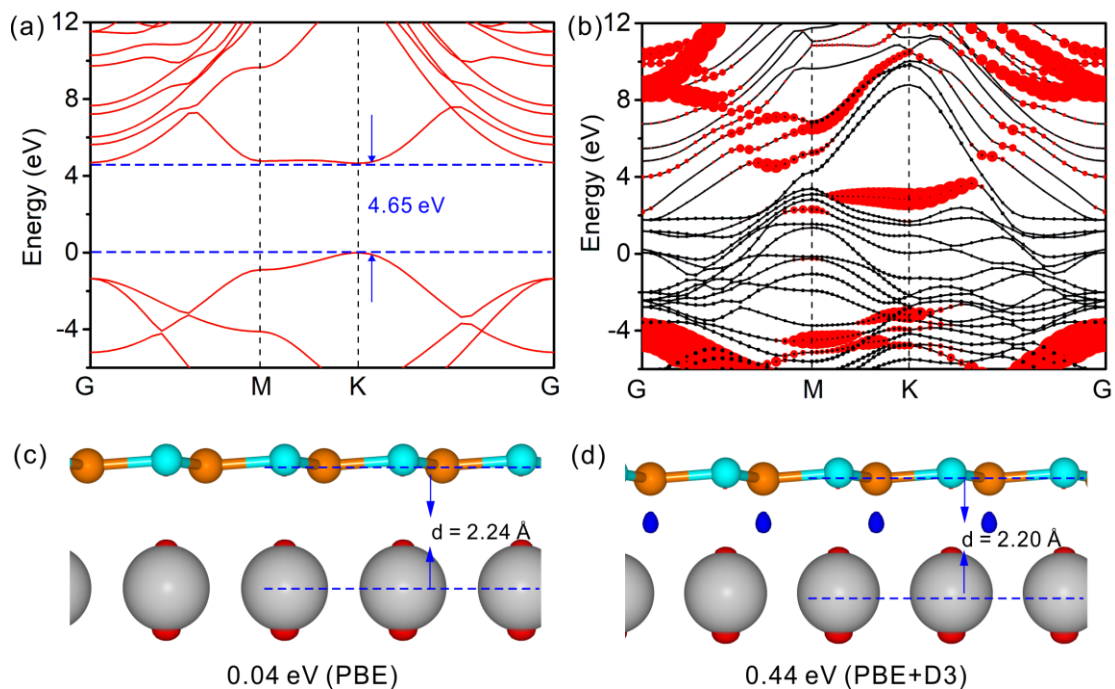 (a)
12
8
4
0
-4
Energy (eV)
4.65 eV
G M K G
(b)
12
8
4
0
-4
Energy (eV)
G M K G
(c)
d = 2.24 Å
0.04 eV (PBE)
(d)
d = 2.20 Å
0.44 eV (PBE+D3)